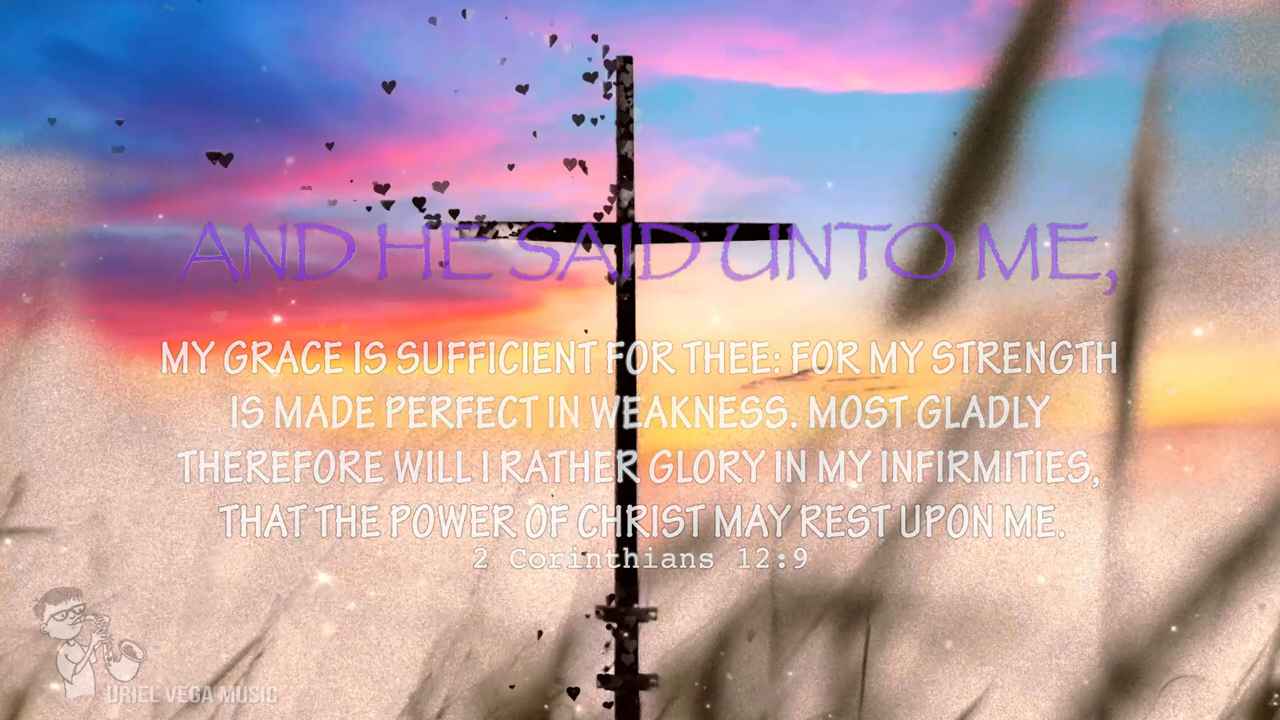 AND HE SAID UNTO ME,
MY GRACE IS SUFFICIENT FOR THEE: FOR MY STRENGTH
IS MADE PERFECT IN WEAKNESS. MOST GLADLY
THEREFORE WILL I RATHER GLORY IN MY INFIRMITIES,
THAT THE POWER OF CHRIST MAY REST UPON ME.
2 Corinthians 12:9
URIEL VEGA MUSIC